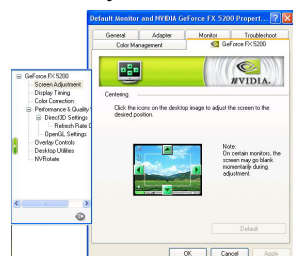 Default Monitor and NVIDIA GeForce FX 5200 Propert...
General
Adapter
Monitor
Troubleshoot
Color Management
GeForce FX 5200
NVIDIA.
GeForce FX 5200
Screen Adjustment
Display Timing
Color Correction
Performance & Quality S
Direct3D Settings
Refresh Rate O
OpenGL Settings
Overlay Controls
Desktop Utilities
NVRotate
Centering
Click the icons on the desktop image to adjust the screen to the
desired position.
Note:
On certain monitors, the
screen may go blank
momentarily during
adjustment.
Default
OK
Cancel
Apply